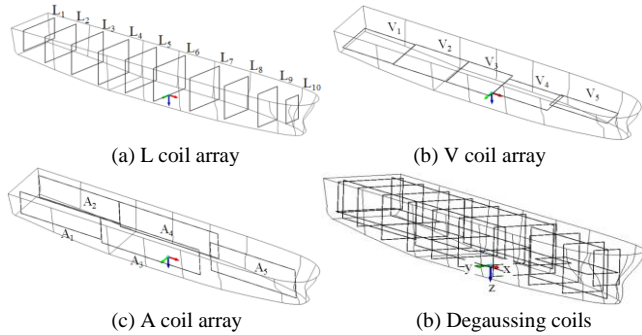 L1 L2 L3 L4 L5 L6 L7 L8 L9 L10
V1 V2 V3 V4 V5
(a) L coil array (b) V coil array
A2 A4 A1 A3 A5
y x z
(c) A coil array (b) Degaussing coils